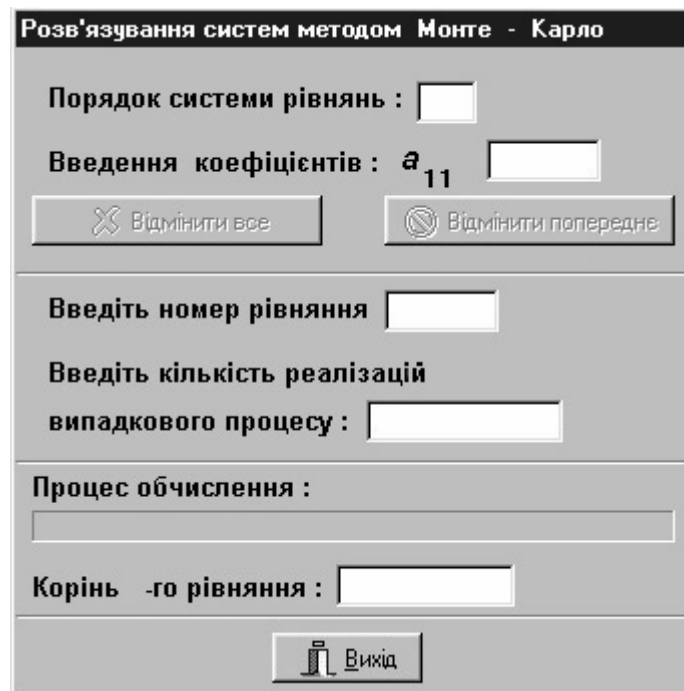 Розв'язування систем методом Монте - Карло
Порядок системи рівнянь :
Введення коефіцієнтів : a11
Відмінити все Відмінити попереднє
Введіть номер рівняння
Введіть кількість реалізацій
випадкового процесу :
Процес обчислення :
Корінь -го рівняння :
Вихід